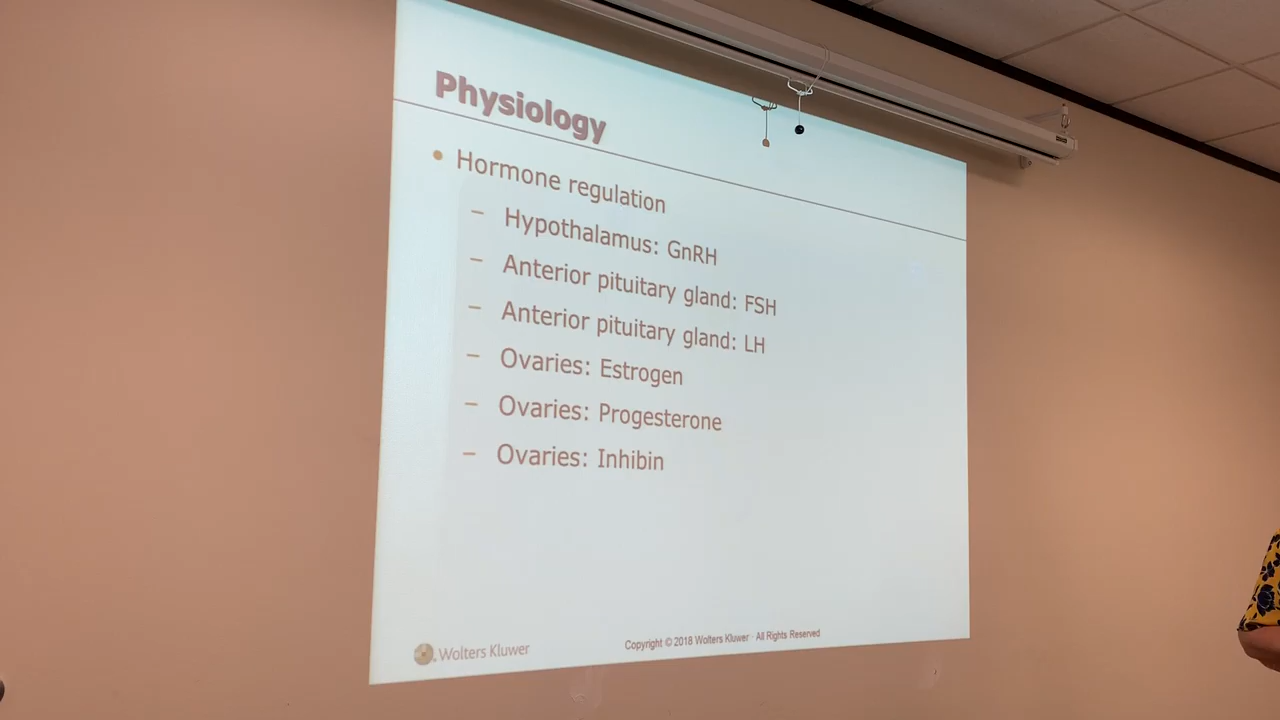 Physiology
• Hormone regulation
– Hypothalamus: GnRH
– Anterior pituitary gland: FSH
– Anterior pituitary gland: LH
– Ovaries: Estrogen
– Ovaries: Progesterone
– Ovaries: Inhibin
Wolters Kluwer
Copyright © 2018 Wolters Kluwer · All Rights Reserved